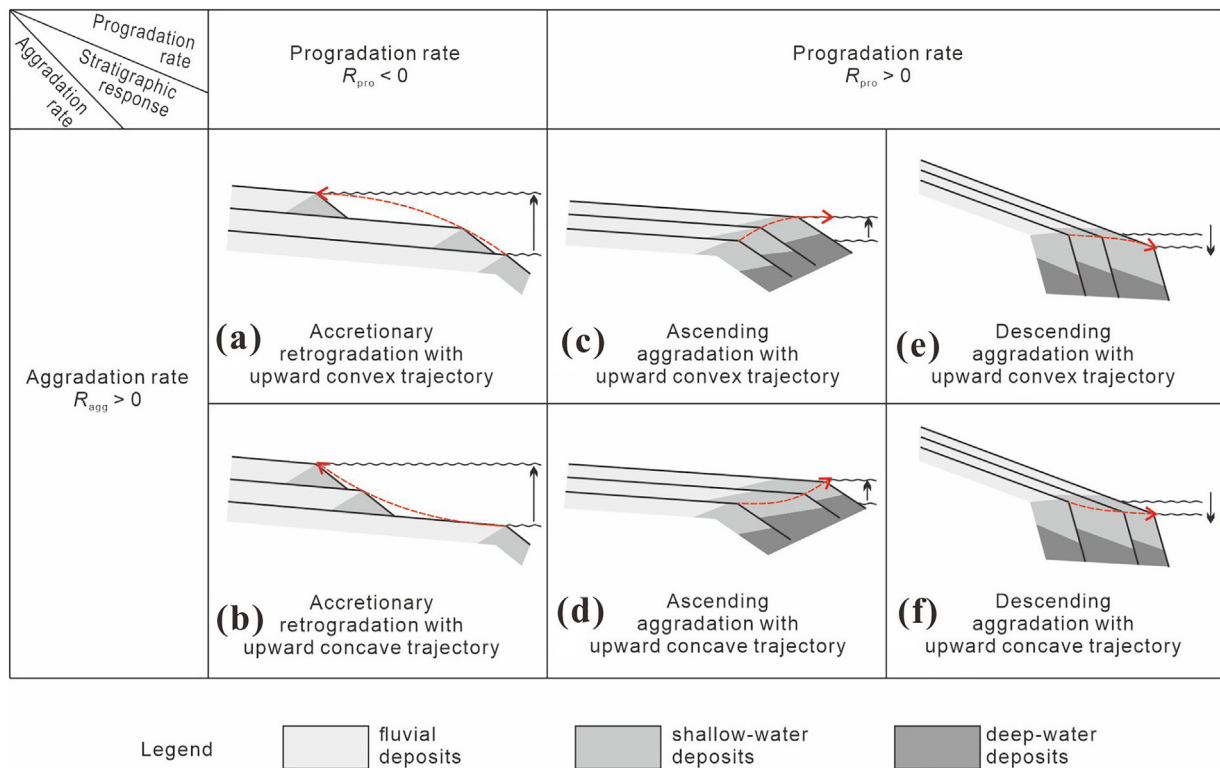 Progradation
rate
Stratigraphic
response
Aggradation
rate
Progradation rate
R_pro < 0
Progradation rate
R_pro > 0
Aggradation rate
R_agg > 0
(a)
Accretionary
retrogradation with
upward convex trajectory
(c)
Ascending
aggradation with
upward convex trajectory
(e)
Descending
aggradation with
upward convex trajectory
(b)
Accretionary
retrogradation with
upward concave trajectory
(d)
Ascending
aggradation with
upward concave trajectory
(f)
Descending
aggradation with
upward concave trajectory
Legend
fluvial
deposits
shallow-water
deposits
deep-water
deposits